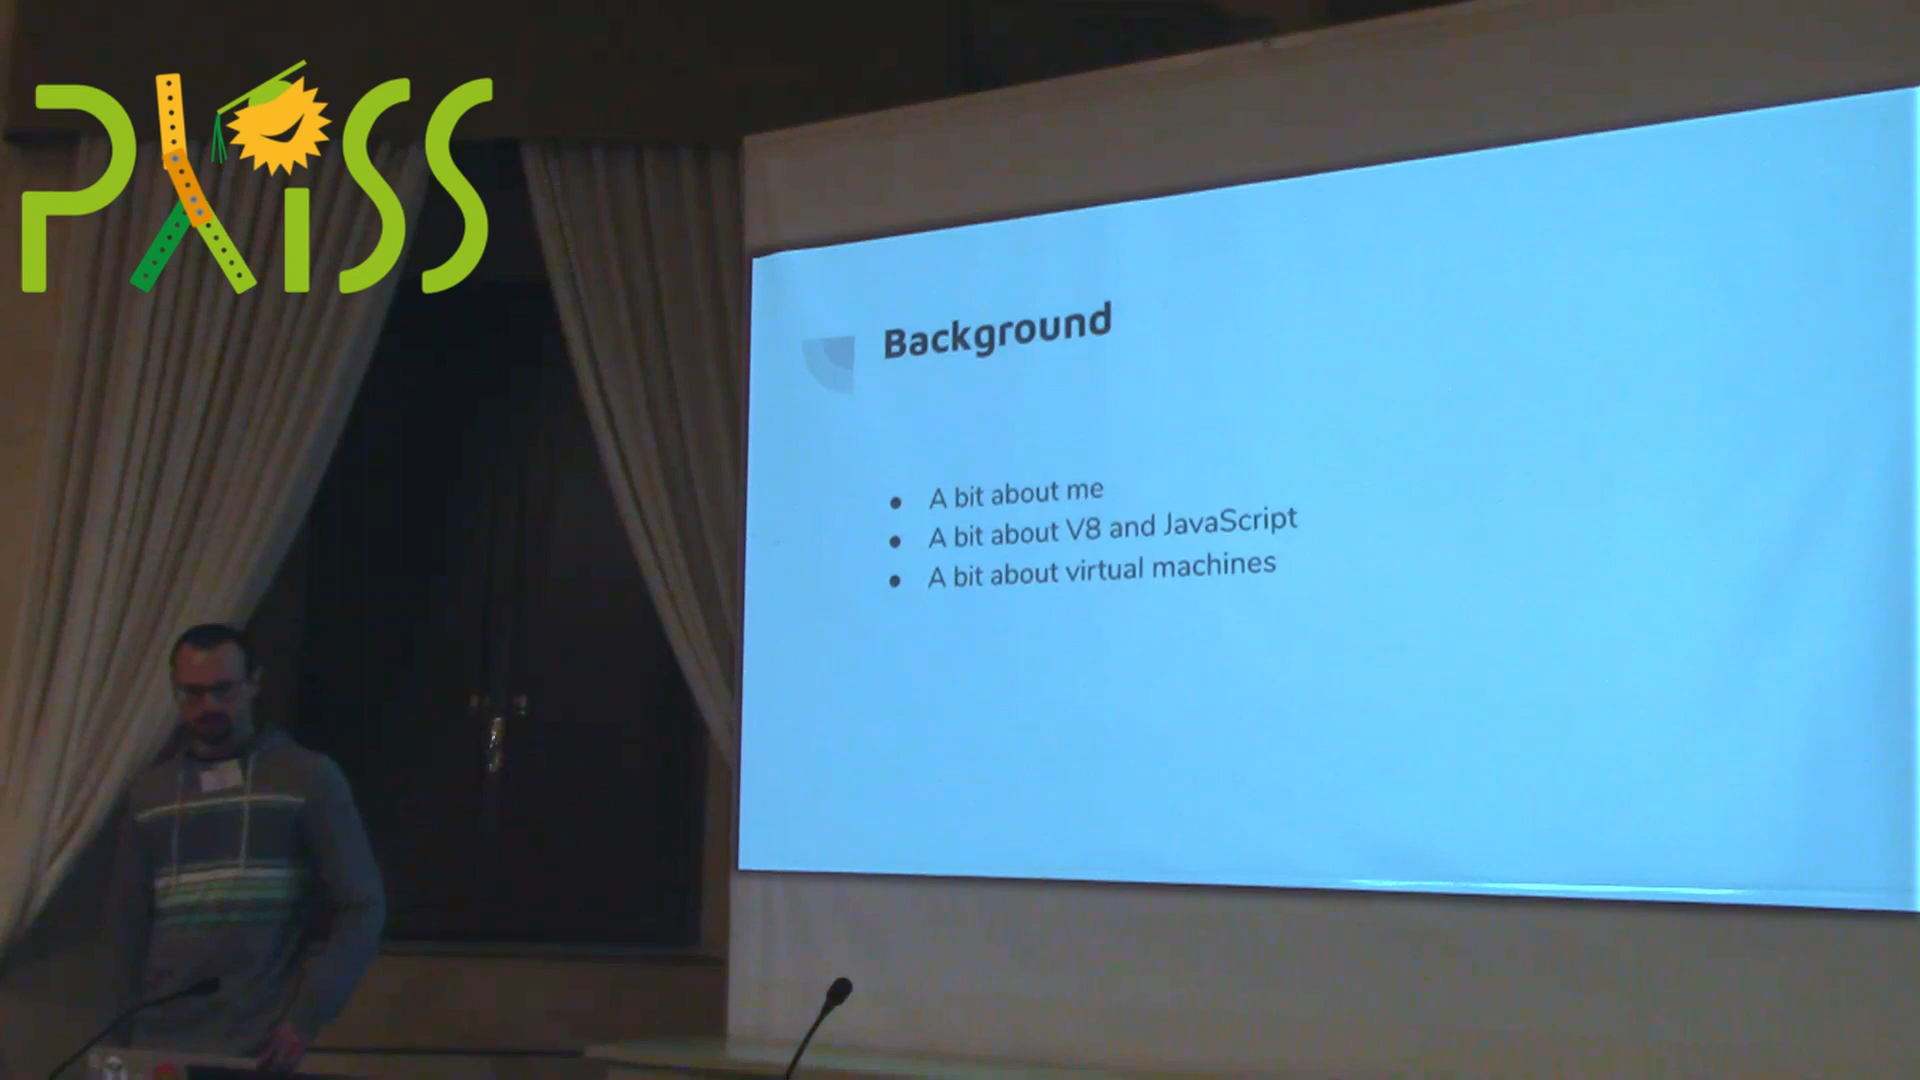 PLISS
Background
A bit about me
A bit about V8 and JavaScript
A bit about virtual machines